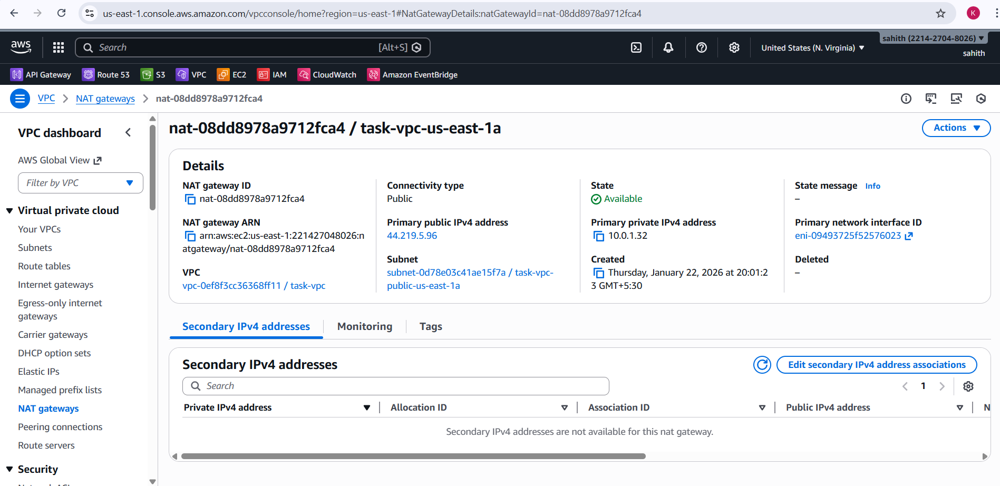 us-east-1.console.aws.amazon.com/vpcconsole/home?region=us-east-1#NatGatewayDetails:natGatewayId=nat-08dd8978a9712fca4
K
aws
Search
[Alt+S]
United States (N. Virginia)
sahith (2214-2704-8026)
sahith
API Gateway
Route 53
S3
VPC
EC2
IAM
CloudWatch
Amazon EventBridge
VPC
NAT gateways
nat-08dd8978a9712fca4
VPC dashboard
AWS Global View
Filter by VPC
Virtual private cloud
Your VPCs
Subnets
Route tables
Internet gateways
Egress-only internet
gateways
Carrier gateways
DHCP option sets
Elastic IPs
Managed prefix lists
NAT gateways
Peering connections
Route servers
Security
nat-08dd8978a9712fca4 / task-vpc-us-east-1a
Actions
Details
NAT gateway ID
nat-08dd8978a9712fca4
NAT gateway ARN
arn:aws:ec2:us-east-1:221427048026:n
atgateway/nat-08dd8978a9712fca4
VPC
vpc-0ef8f3cc36368ff11 / task-vpc
Connectivity type
Public
Primary public IPv4 address
44.219.5.96
Subnet
subnet-0d78e03c41ae15f7a / task-vpc-
public-us-east-1a
State
Available
Primary private IPv4 address
10.0.1.32
Created
Thursday, January 22, 2026 at 20:01:2
3 GMT+5:30
State message Info
–
Primary network interface ID
eni-09493725f52576023
Deleted
–
Secondary IPv4 addresses
Monitoring
Tags
Secondary IPv4 addresses
Edit secondary IPv4 address associations
Search
1
Private IPv4 address
Allocation ID
Association ID
Public IPv4 address
N
Secondary IPv4 addresses are not available for this nat gateway.